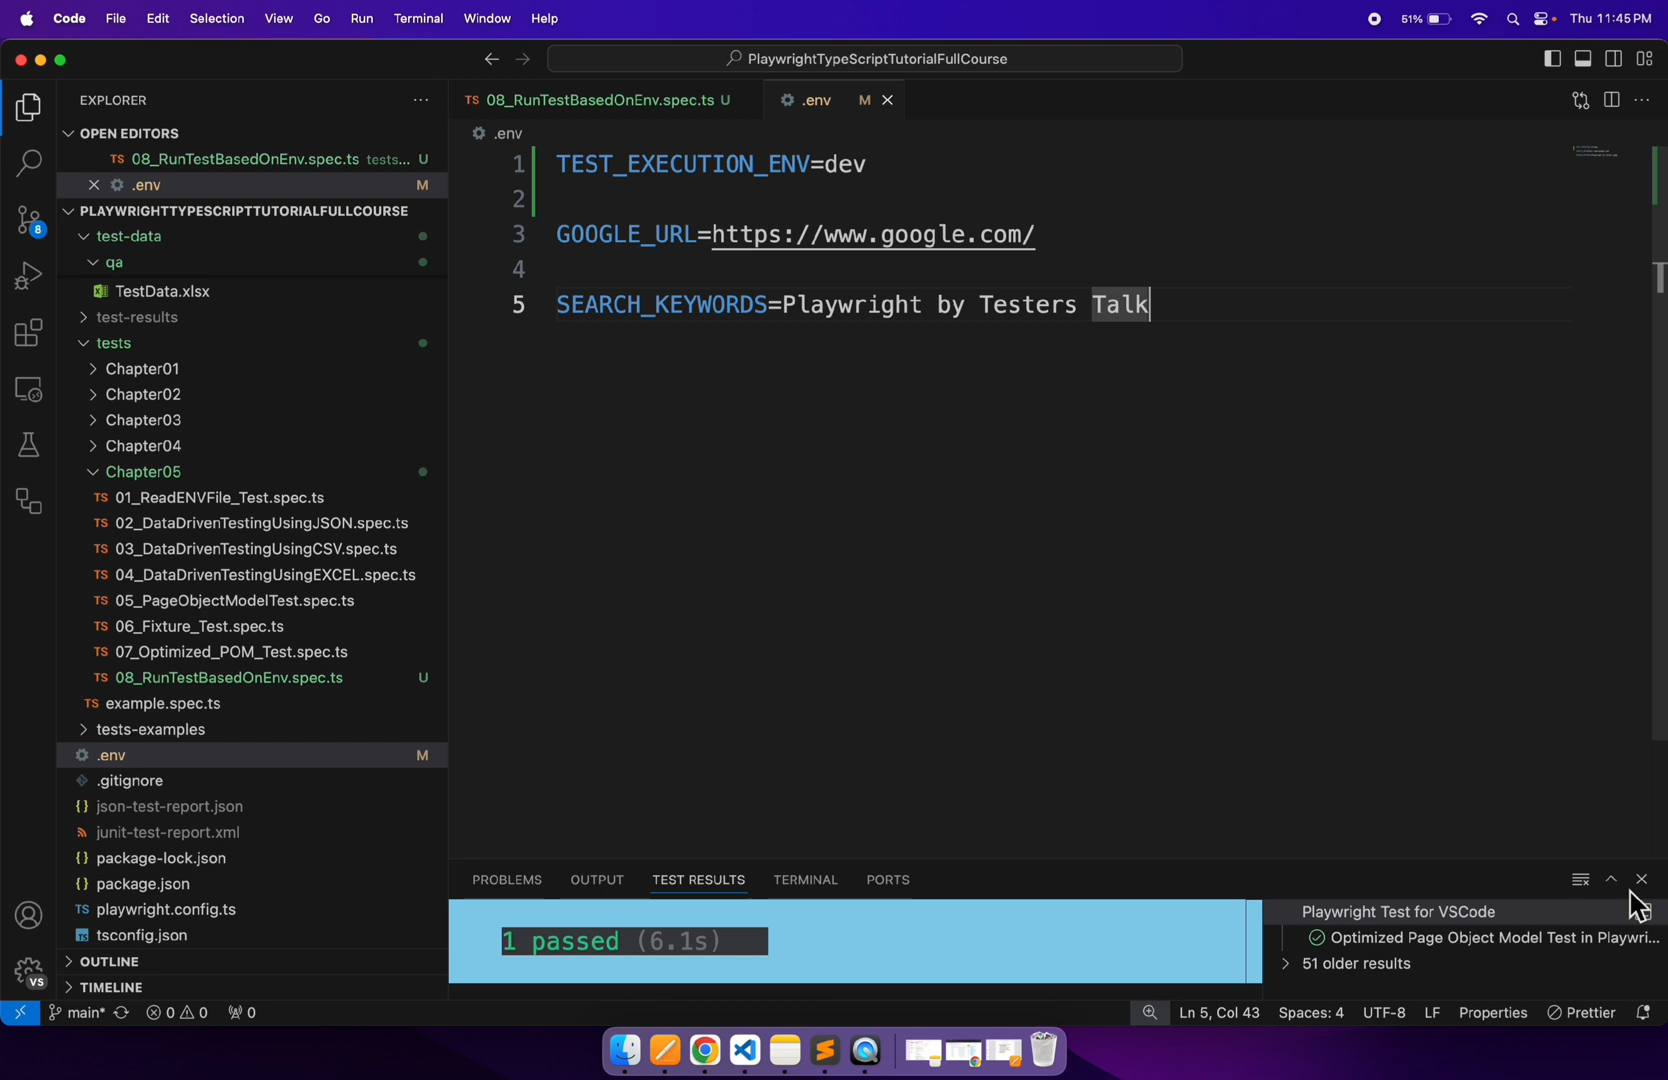 Code File Edit Selection View Go Run Terminal Window Help
51% Thu 11:45 PM
PlaywrightTypeScriptTutorialFullCourse
EXPLORER
OPEN EDITORS
TS 08_RunTestBasedOnEnv.spec.ts tests... U
.env M
PLAYWRIGHTTYPESCRIPTTUTORIALFULLCOURSE
test-data
qa
TestData.xlsx
test-results
tests
Chapter01
Chapter02
Chapter03
Chapter04
Chapter05
TS 01_ReadENVFile_Test.spec.ts
TS 02_DataDrivenTestingUsingJSON.spec.ts
TS 03_DataDrivenTestingUsingCSV.spec.ts
TS 04_DataDrivenTestingUsingEXCEL.spec.ts
TS 05_PageObjectModelTest.spec.ts
TS 06_Fixture_Test.spec.ts
TS 07_Optimized_POM_Test.spec.ts
TS 08_RunTestBasedOnEnv.spec.ts U
TS example.spec.ts
tests-examples
.env M
.gitignore
{} json-test-report.json
junit-test-report.xml
{} package-lock.json
{} package.json
TS playwright.config.ts
TS tsconfig.json
OUTLINE
TIMELINE
TS 08_RunTestBasedOnEnv.spec.ts U
.env M
.env
1 TEST_EXECUTION_ENV=dev
2
3 GOOGLE_URL=https://www.google.com/
4
5 SEARCH_KEYWORDS=Playwright by Testers Talk
PROBLEMS OUTPUT TEST RESULTS TERMINAL PORTS
1 passed (6.1s)
Playwright Test for VSCode
Optimized Page Object Model Test in Playwri...
51 older results
8
VS
main* 0 0 0
Ln 5, Col 43 Spaces: 4 UTF-8 LF Properties Prettier